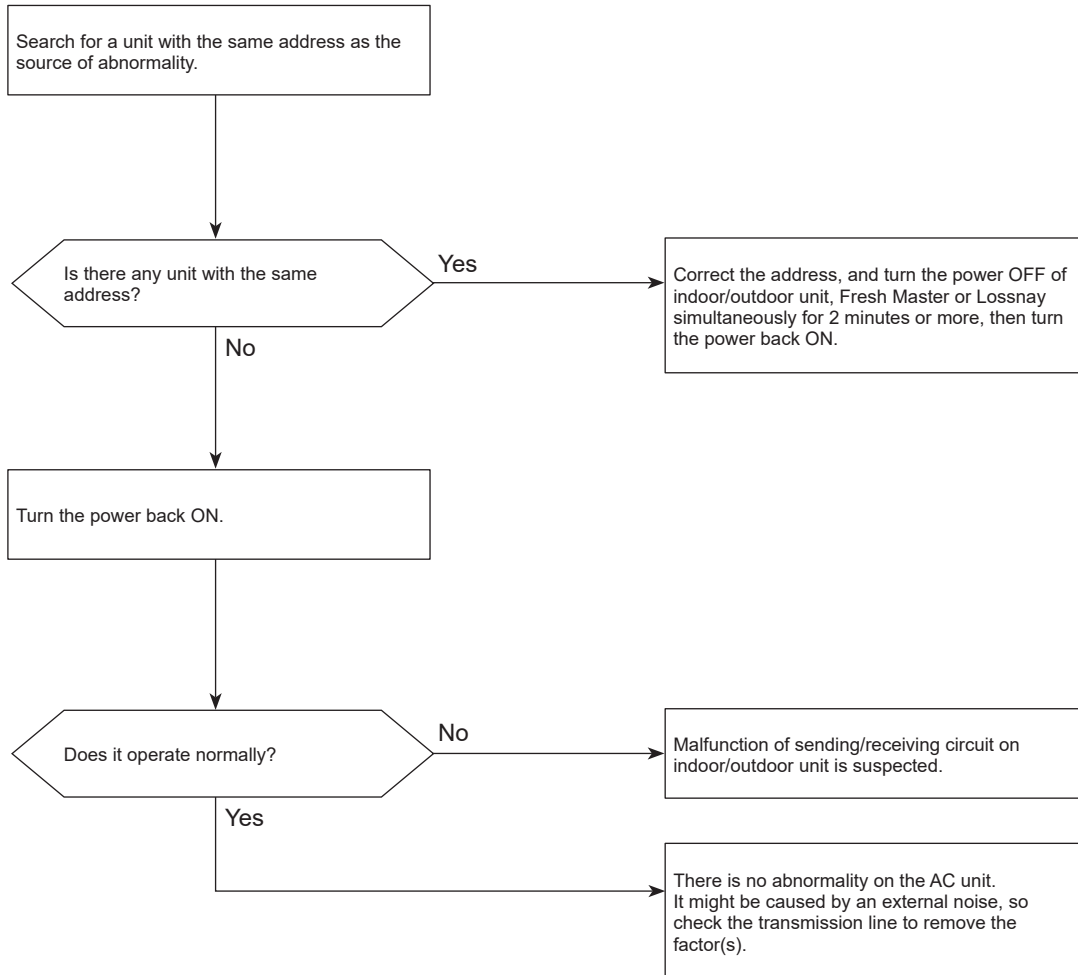 Search for a unit with the same address as the
source of abnormality.
Is there any unit with the same
address?
Yes
Correct the address, and turn the power OFF of
indoor/outdoor unit, Fresh Master or Lossnay
simultaneously for 2 minutes or more, then turn
the power back ON.
No
Turn the power back ON.
Does it operate normally?
No
Malfunction of sending/receiving circuit on
indoor/outdoor unit is suspected.
Yes
There is no abnormality on the AC unit.
It might be caused by an external noise, so
check the transmission line to remove the
factor(s).